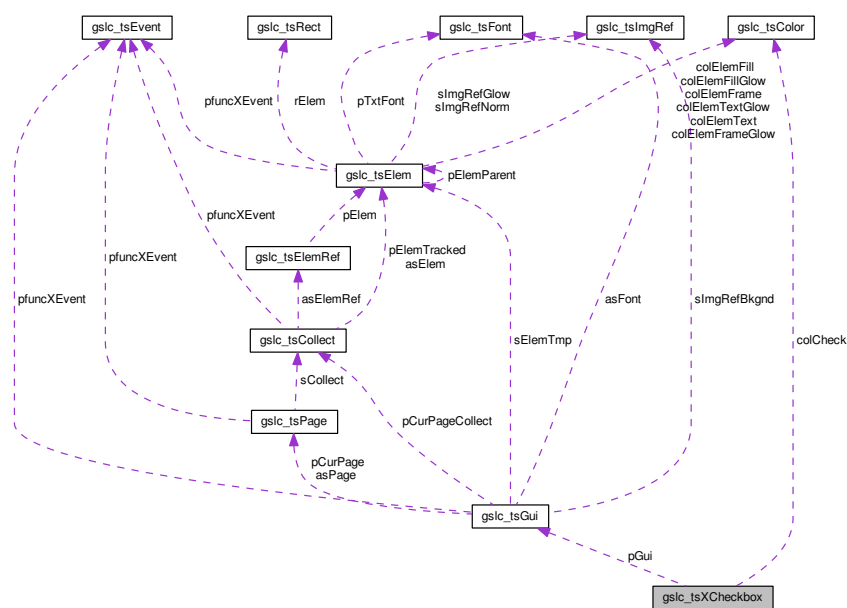 gslc_tsEvent
gslc_tsRect
gslc_tsFont
gslc_tsImgRef
gslc_tsColor
colElemFill
colElemFillGlow
colElemFrame
colElemTextGlow
colElemText
colElemFrameGlow
pfuncXEvent
rElem
pTxtFont
sImgRefGlow
sImgRefNorm
gslc_tsElem
pElemParent
pfuncXEvent
pElem
gslc_tsElemRef
pElemTracked
asElem
pfuncXEvent
pfuncXEvent
asElemRef
asFont
sImgRefBkgnd
gslc_tsCollect
sElemTmp
colCheck
sCollect
gslc_tsPage
pCurPageCollect
pCurPage
asPage
gslc_tsGui
pGui
gslc_tsXCheckbox